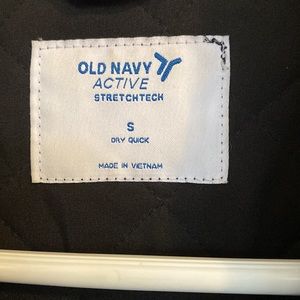 OLD NAVY
ACTIVE
STRETCHTECH
S
DRY QUICK
MADE IN VIETNAM